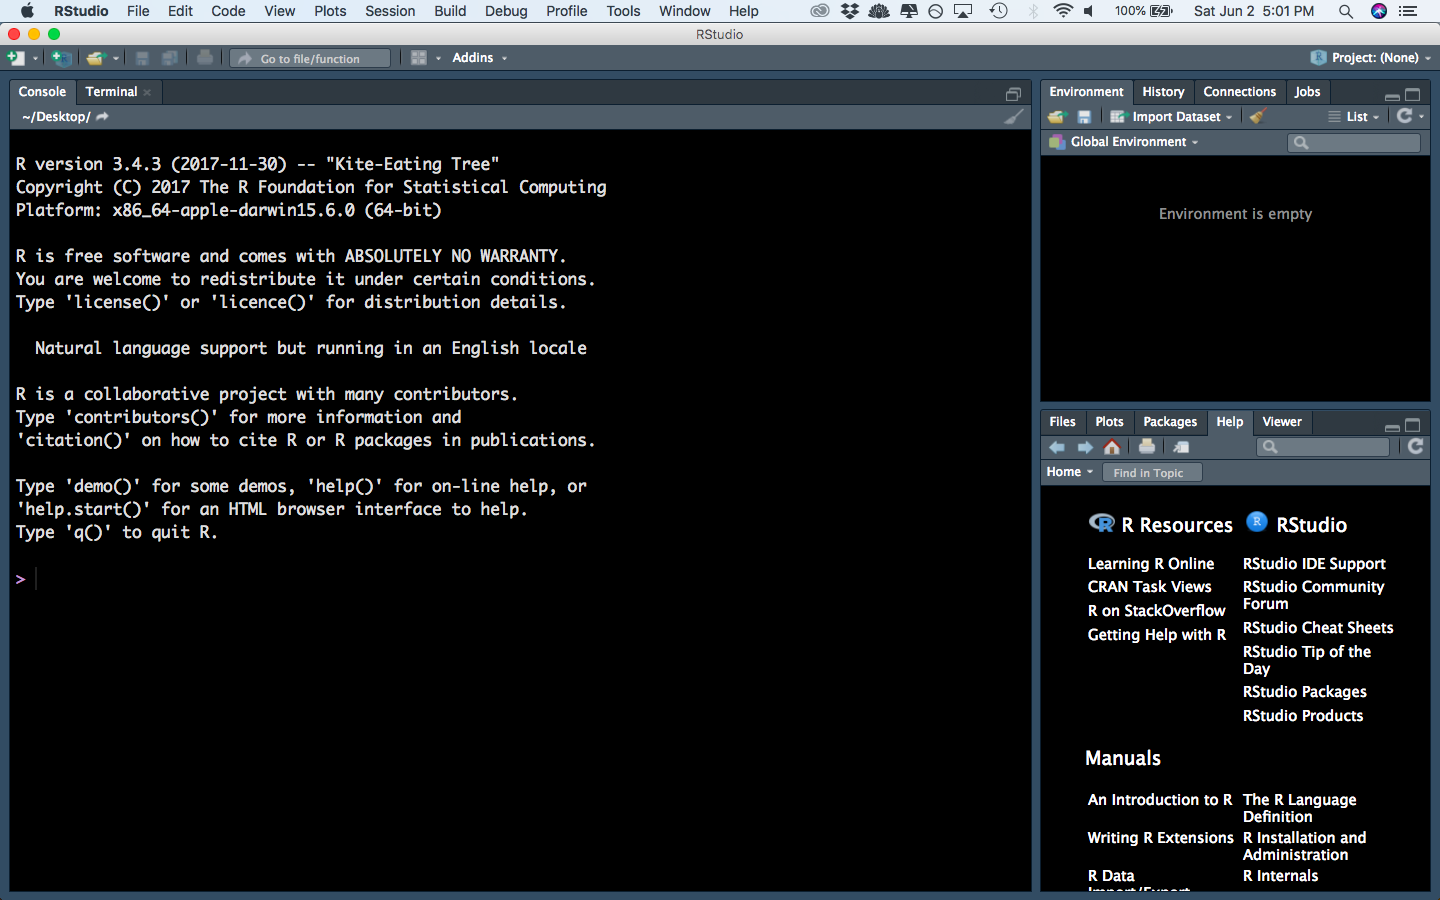 RStudio File Edit Code View Plots Session Build Debug Profile Tools Window Help 100% Sat Jun 2 5:01 PM
RStudio
Go to file/function Addins Project: (None)
Console Terminal
~/Desktop/
R version 3.4.3 (2017-11-30) -- "Kite-Eating Tree"
Copyright (C) 2017 The R Foundation for Statistical Computing
Platform: x86_64-apple-darwin15.6.0 (64-bit)
R is free software and comes with ABSOLUTELY NO WARRANTY.
You are welcome to redistribute it under certain conditions.
Type 'license()' or 'licence()' for distribution details.
Natural language support but running in an English locale
R is a collaborative project with many contributors.
Type 'contributors()' for more information and
'citation()' on how to cite R or R packages in publications.
Type 'demo()' for some demos, 'help()' for on-line help, or
'help.start()' for an HTML browser interface to help.
Type 'q()' to quit R.
>
Environment History Connections Jobs
Import Dataset List
Global Environment
Environment is empty
Files Plots Packages Help Viewer
Home Find in Topic
R Resources
Learning R Online
CRAN Task Views
R on StackOverflow
Getting Help with R
RStudio
RStudio IDE Support
RStudio Community
Forum
RStudio Cheat Sheets
RStudio Tip of the
Day
RStudio Packages
RStudio Products
Manuals
An Introduction to R
Writing R Extensions
R Data
Import/Export
The R Language
Definition
R Installation and
Administration
R Internals